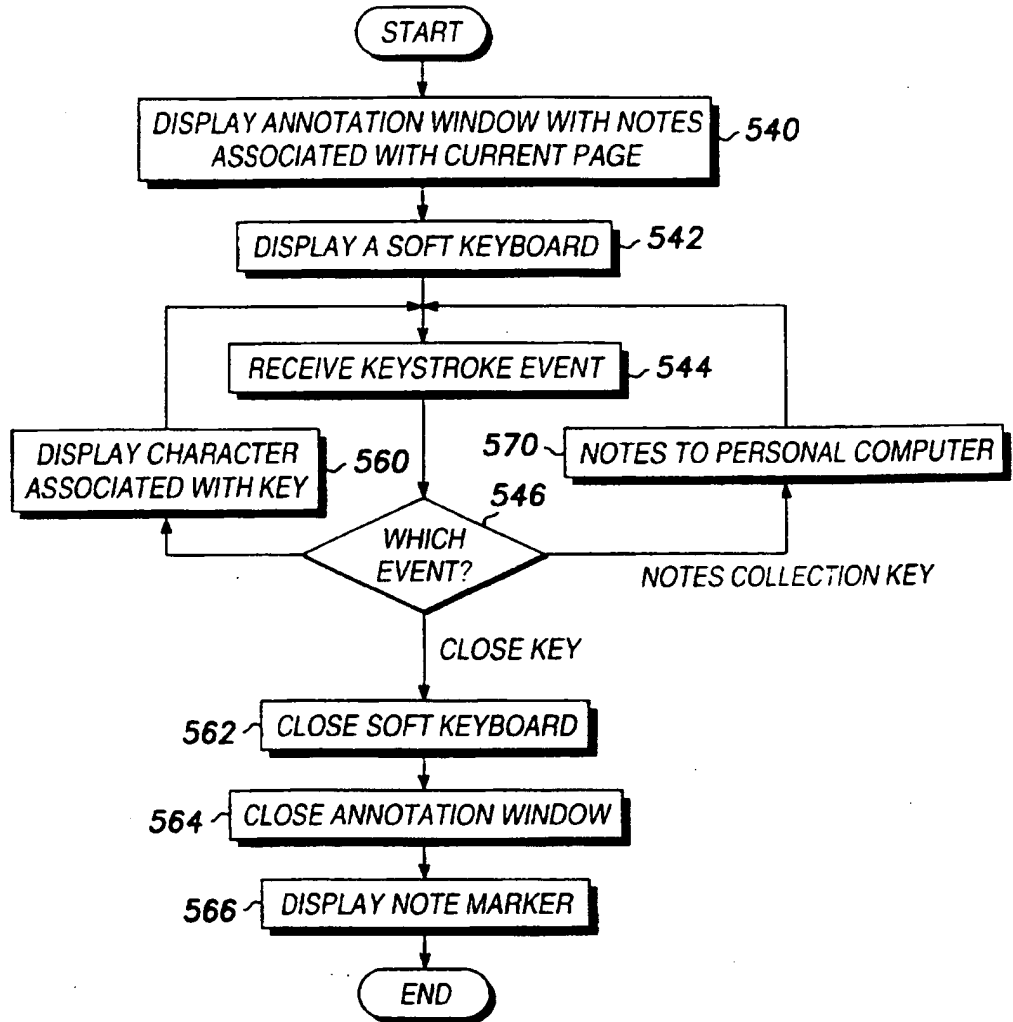 START
DISPLAY ANNOTATION WINDOW WITH NOTES
ASSOCIATED WITH CURRENT PAGE
540
DISPLAY A SOFT KEYBOARD
542
RECEIVE KEYSTROKE EVENT
544
DISPLAY CHARACTER
ASSOCIATED WITH KEY
560
570
NOTES TO PERSONAL COMPUTER
546
WHICH
EVENT?
NOTES COLLECTION KEY
CLOSE KEY
562
CLOSE SOFT KEYBOARD
564
CLOSE ANNOTATION WINDOW
566
DISPLAY NOTE MARKER
END